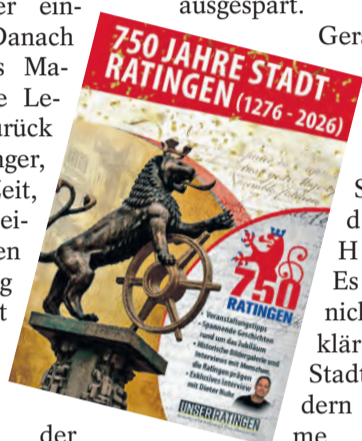 er ein-
Danach
s Ma-
e Le-
urück
nger,
Zeit,
ei-
en
g
t
der
ausgespart.
750 JAHRE STADT
RATINGEN (1276 - 2026)
750
RATINGEN
• Veranstaltungstipps
• Spannende Geschichten
rund um das Jubiläum
• Historische Bildergalerie und
Interviews mit Menschen,
die Ratingen prägen
• Exklusives Interview
mit Dieter Nuhr
UNSER RATINGEN
Gera
S
d
H
Es
nich
klär
Stadt
dern
me